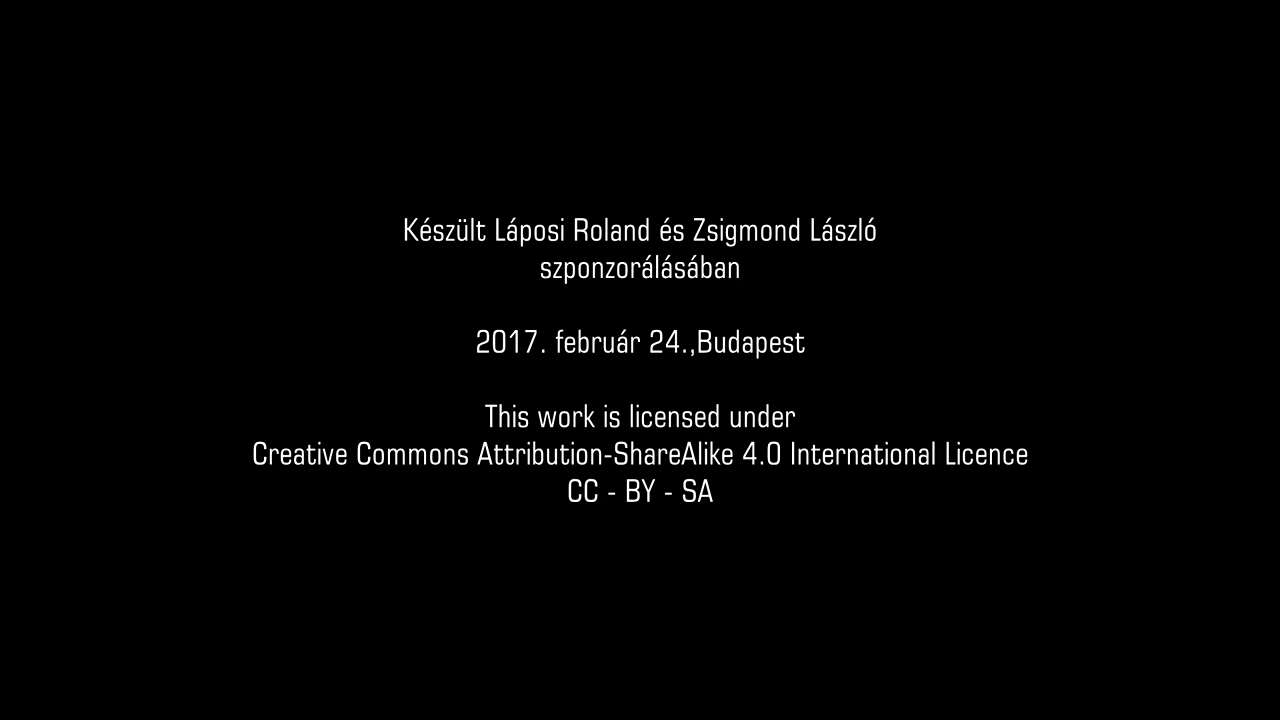 Készült Láposi Roland és Zsigmond László
szponzorálásában
2017. február 24.,Budapest
This work is licensed under
Creative Commons Attribution-ShareAlike 4.0 International Licence
CC - BY - SA